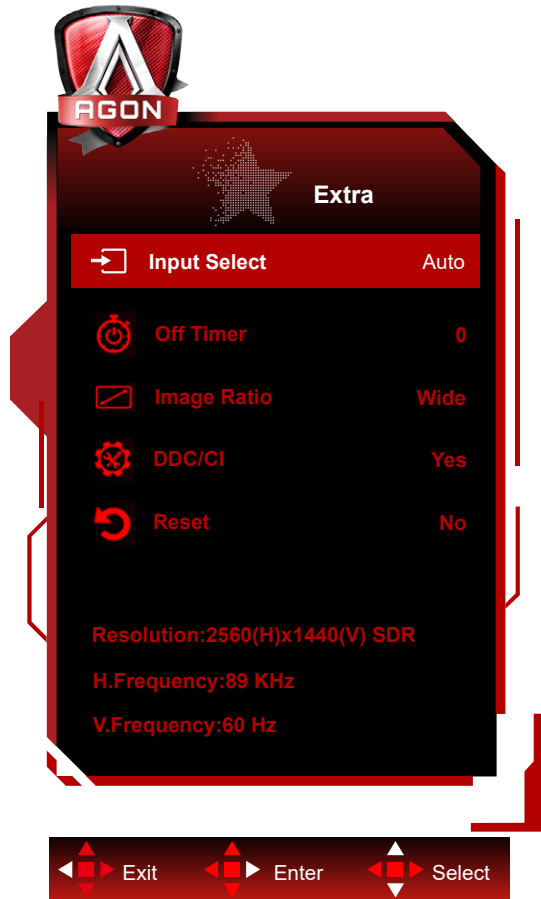 AGON
Extra
Input Select Auto
Off Timer 0
Image Ratio Wide
DDC/CI Yes
Reset No
Resolution:2560(H)x1440(V) SDR
H.Frequency:89 KHz
V.Frequency:60 Hz
Exit Enter Select